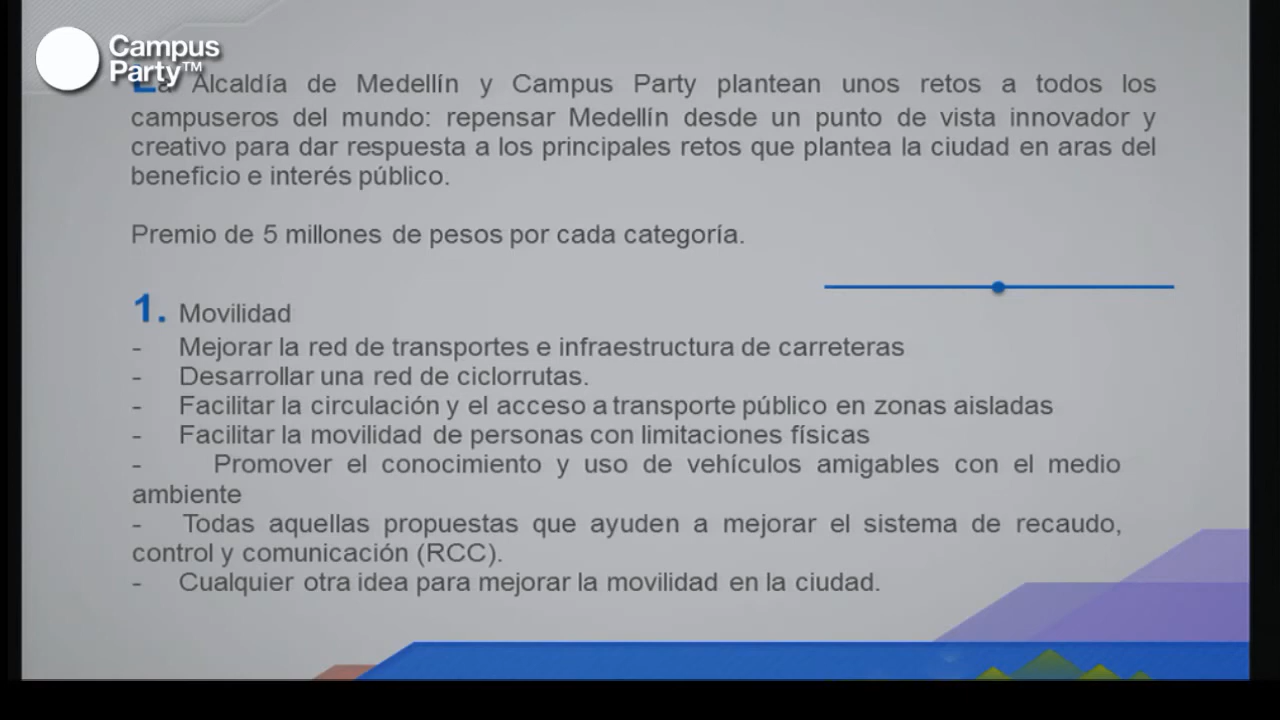 Campus
Party™
La Alcaldía de Medellín y Campus Party plantean unos retos a todos los
campuseros del mundo: repensar Medellín desde un punto de vista innovador y
creativo para dar respuesta a los principales retos que plantea la ciudad en aras del
beneficio e interés público.
Premio de 5 millones de pesos por cada categoría.
1. Movilidad
- Mejorar la red de transportes e infraestructura de carreteras
- Desarrollar una red de ciclorrutas.
- Facilitar la circulación y el acceso a transporte público en zonas aisladas
- Facilitar la movilidad de personas con limitaciones físicas
- Promover el conocimiento y uso de vehículos amigables con el medio
ambiente
- Todas aquellas propuestas que ayuden a mejorar el sistema de recaudo,
control y comunicación (RCC).
- Cualquier otra idea para mejorar la movilidad en la ciudad.